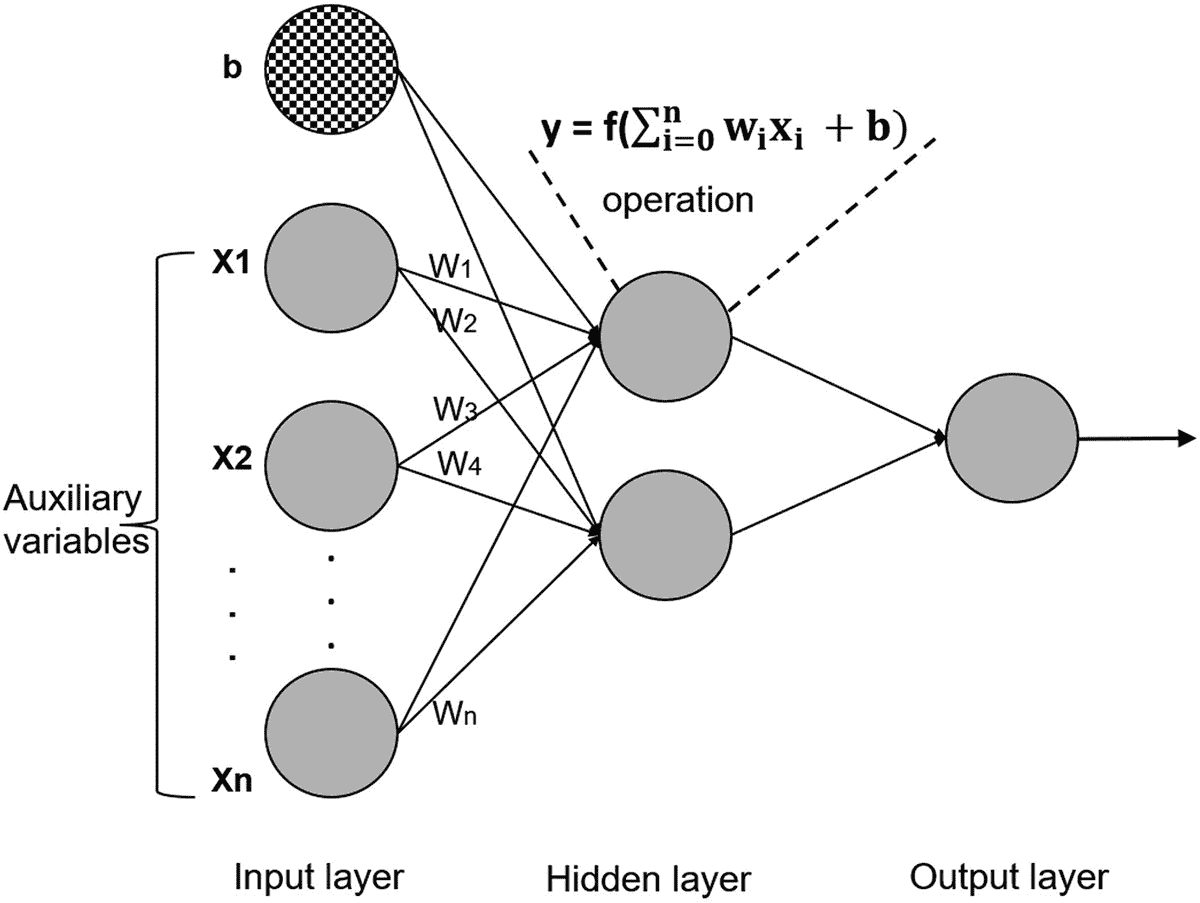 b
y = f(∑ⁿᵢ₌₀ wᵢxᵢ + b)
operation
X1
W1
W2
W3
X2
W4
Auxiliary
variables
Wn
Xn
Input layer
Hidden layer
Output layer